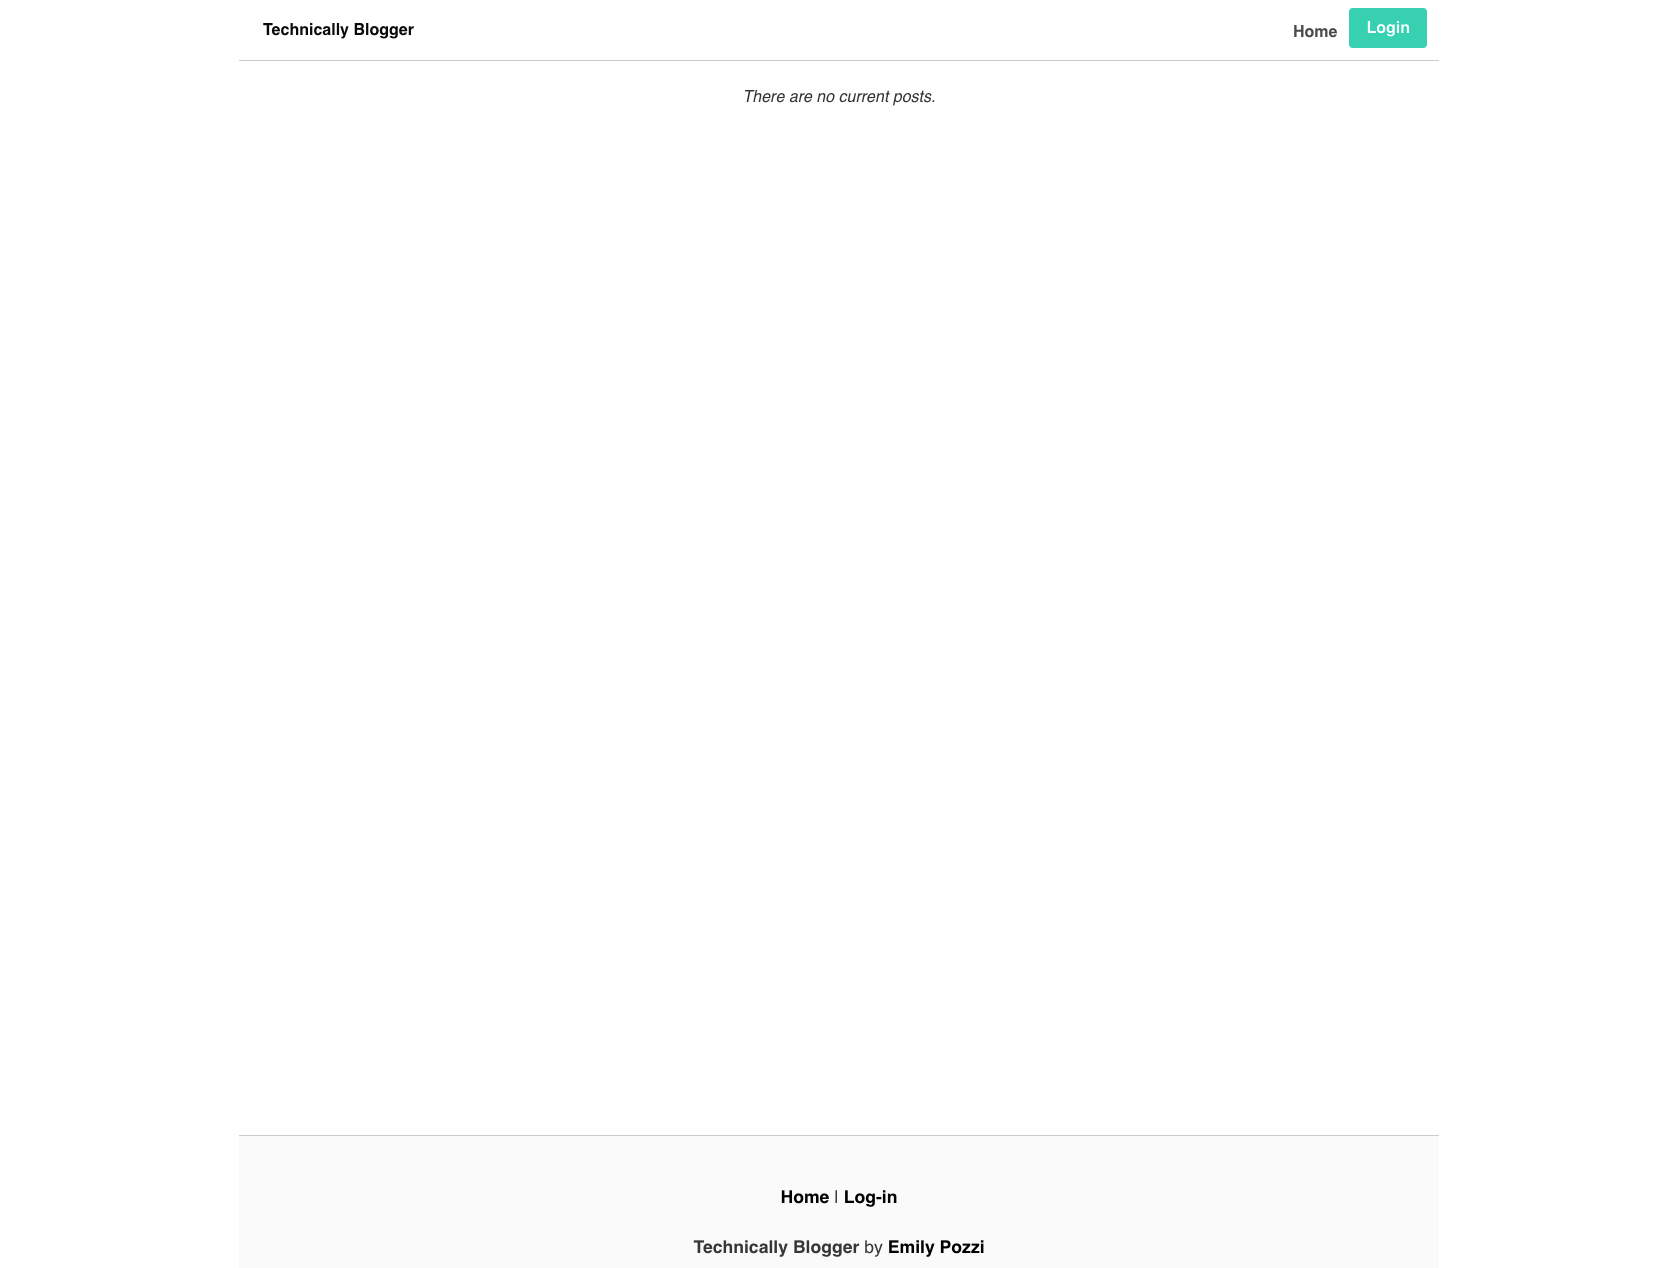 Technically Blogger
Home Login
There are no current posts.
Home | Log-in
Technically Blogger by Emily Pozzi